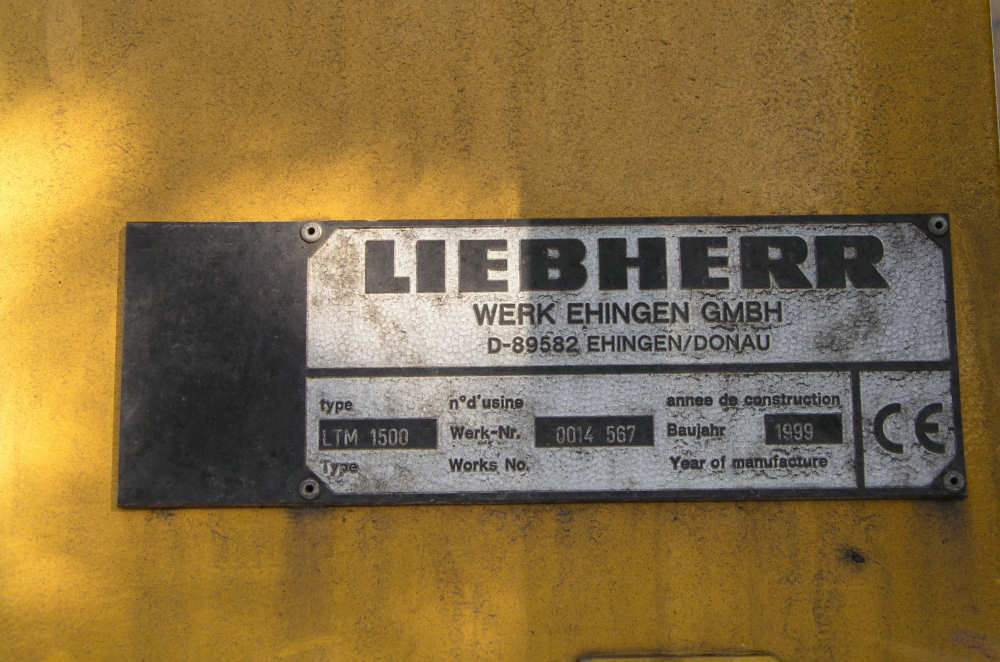 LIEBHERR
WERK EHINGEN GMBH
D-89582 EHINGEN/DONAU
type n°d'usine annee de construction
LTM 1500 Werk-Nr. 0014 567 Baujahr 1999 CE
Type Works No. Year of manufacture